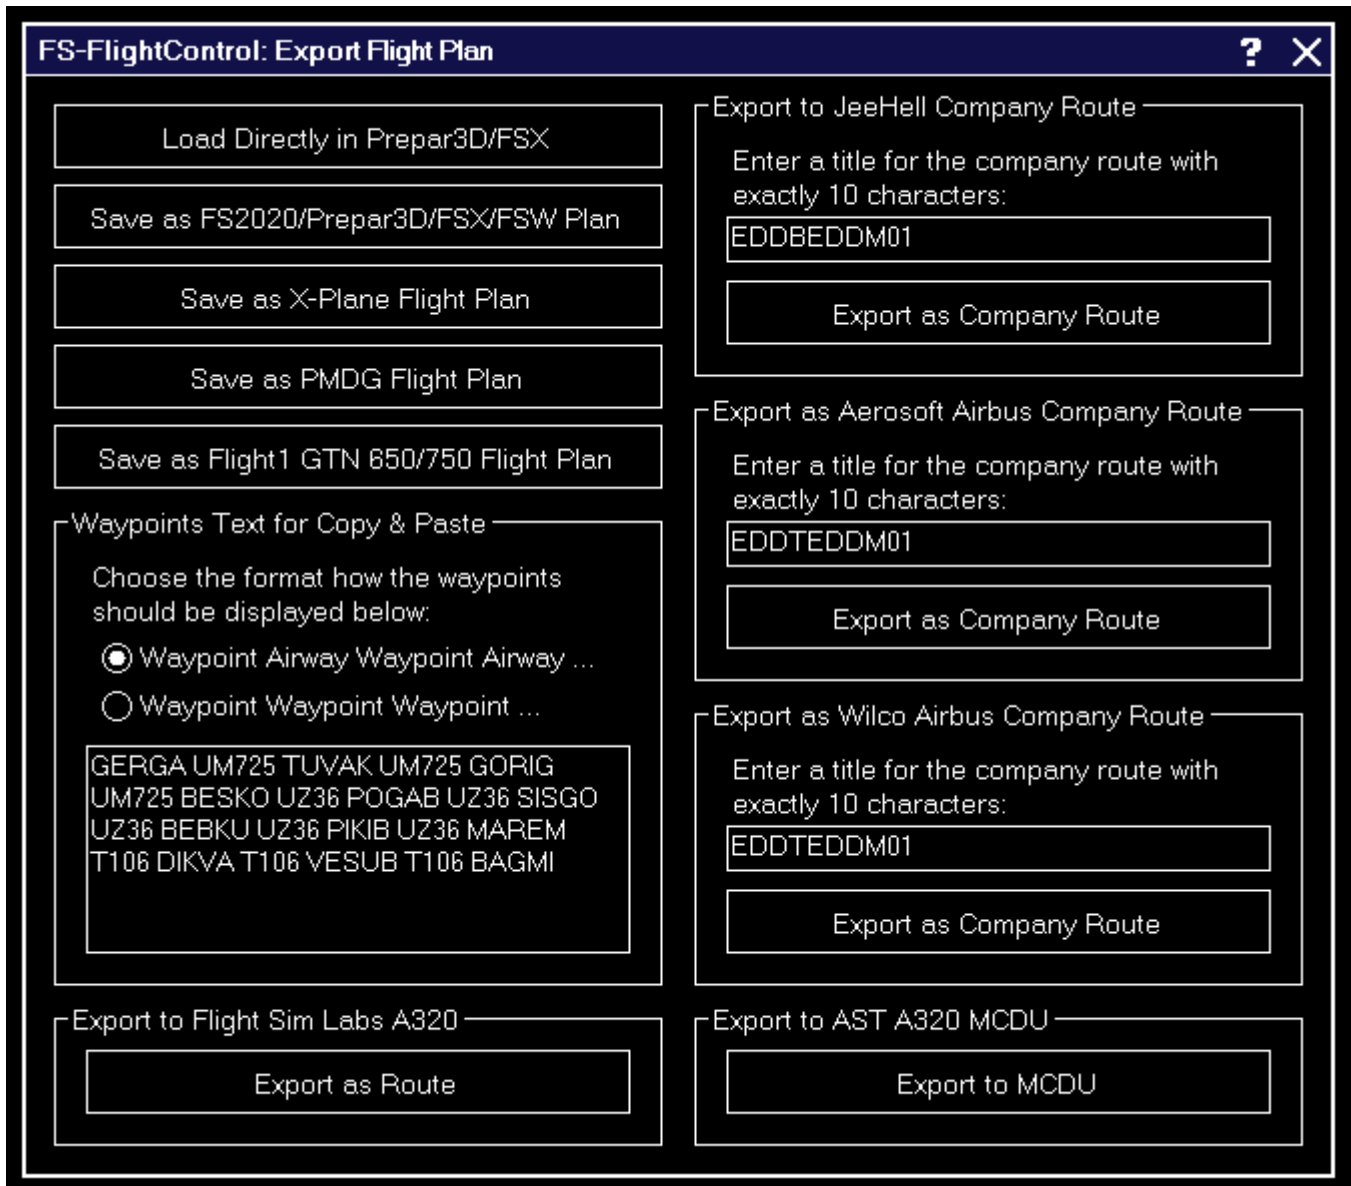 FS-FlightControl: Export Flight Plan ?
Load Directly in Prepar3D/FSX
Save as FS2020/Prepar3D/FSX/FSW Plan
Save as X-Plane Flight Plan
Save as PMDG Flight Plan
Save as Flight1 GTN 650/750 Flight Plan
Waypoints Text for Copy & Paste
Choose the format how the waypoints
should be displayed below:
Waypoint Airway Waypoint Airway ...
Waypoint Waypoint Waypoint ...
GERGA UM725 TUVAK UM725 GORIG
UM725 BESKO UZ36 POGAB UZ36 SISGO
UZ36 BEBKU UZ36 PIKIB UZ36 MAREM
T106 DIKVA T106 VESUB T106 BAGMI
Export to Flight Sim Labs A320
Export as Route
Export to JeeHell Company Route
Enter a title for the company route with
exactly 10 characters:
EDDBEDDM01
Export as Company Route
Export as Aerosoft Airbus Company Route
Enter a title for the company route with
exactly 10 characters:
EDDTEDDM01
Export as Company Route
Export as Wilco Airbus Company Route
Enter a title for the company route with
exactly 10 characters:
EDDTEDDM01
Export as Company Route
Export to AST A320 MCDU
Export to MCDU